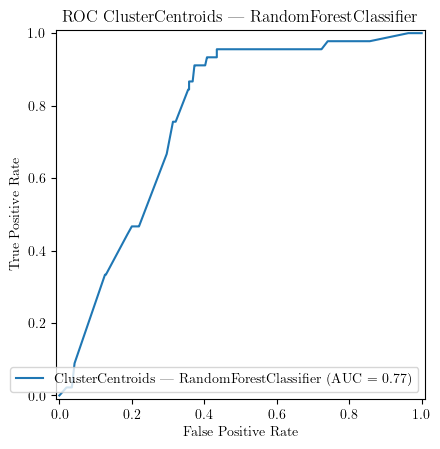 ROC ClusterCentroids — RandomForestClassifier
True Positive Rate
1.0
0.8
0.6
0.4
0.2
0.0
ClusterCentroids — RandomForestClassifier (AUC = 0.77)
0.0 0.2 0.4 0.6 0.8 1.0
False Positive Rate